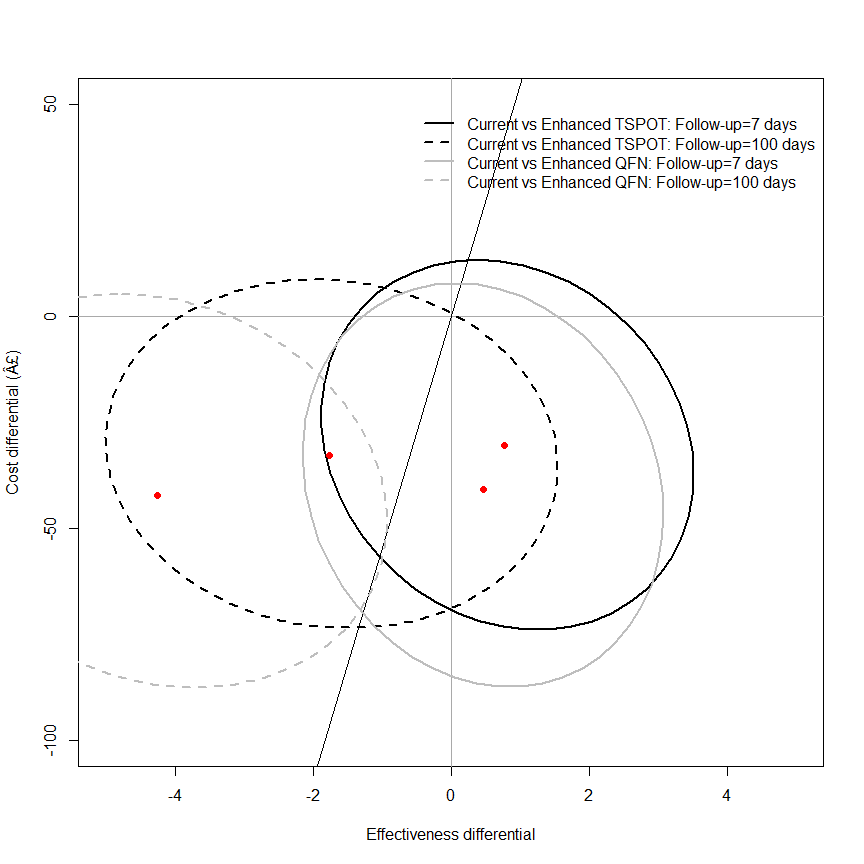 Current vs Enhanced TSPOT: Follow-up=7 days
Current vs Enhanced TSPOT: Follow-up=100 days
Current vs Enhanced QFN: Follow-up=7 days
Current vs Enhanced QFN: Follow-up=100 days
50
0
-50
-100
Cost differential (Â£)
-4
-2
0
2
4
Effectiveness differential